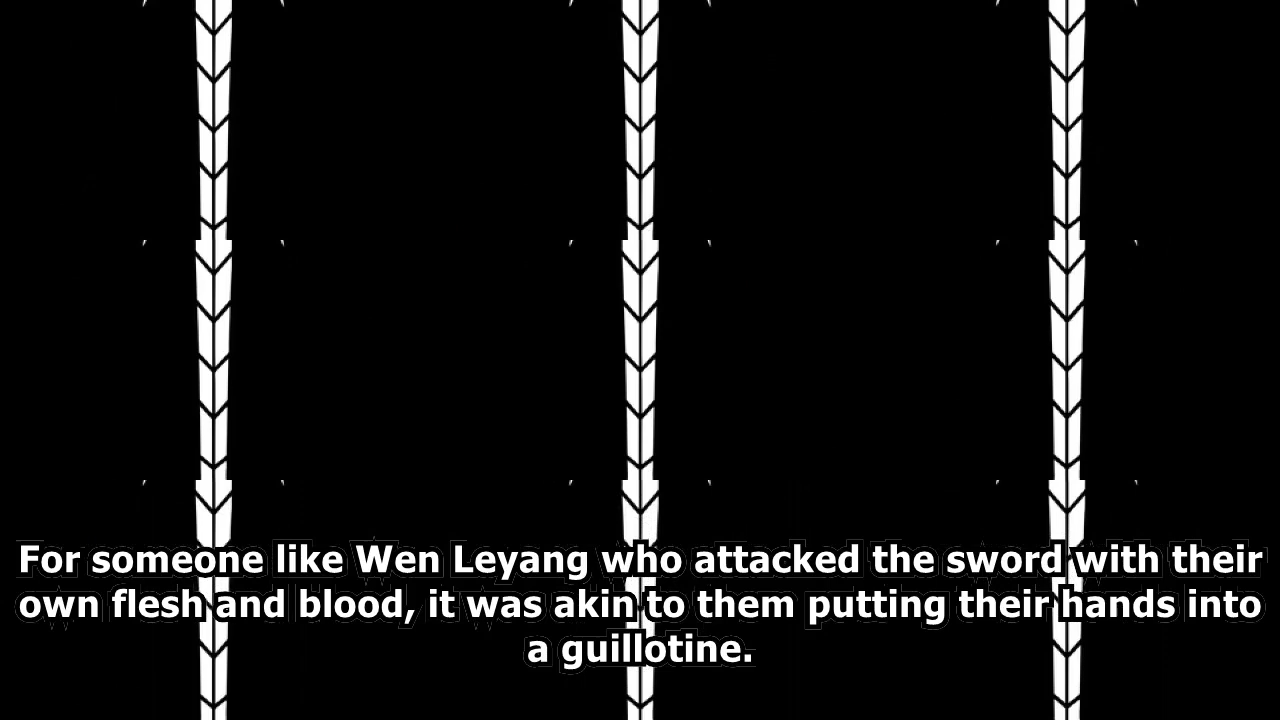 For someone like Wen Leyang who attacked the sword with their
own flesh and blood, it was akin to them putting their hands into
a guillotine.